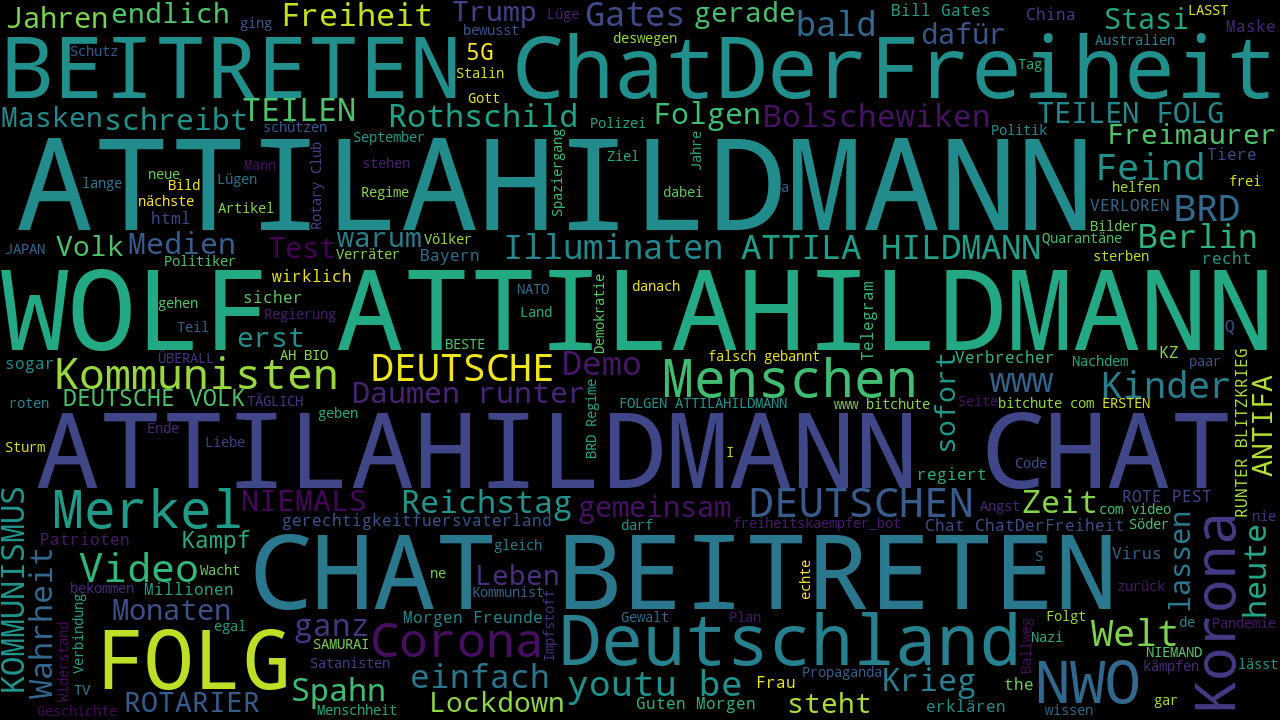 Jahren endlich ging Freiheit Trump Lüge Gates gerade bald Bill Gates dafür China Stasi LASST Maske
Schutz bewusst 5G deswegen Australien
BEITRETEN Stalin ChatDerFreiheit Tag
Gott
Masken schreibt TEILEN Rothschild Folgen Bolschewiken TEILEN FOLG
schützen September Polizei Politik Freimaurer
ATTILAHILDMANN
Mann Rotary Club stehen Spaziergang Ziel Jahre Feind Tiere
lange neue Bild Lügen Regime dabei a helfen frei
nächste html Artikel VERLOREN BRD
JAPAN Volk Medien Test warum Völker Illuminaten ATTILA HILDMANN Quarantäne Bilder Berlin
Politiker Verräter Bayern sterben recht
WOLF ATTILAHILDMANN
wirklich NATO danach Demokratie Telegram
gehen sicher Land
Teil Regierung erst Q
BESTE
sogar ÜBERALL AH BIO DEUTSCHE Demo falsch gebannt Verbrecher Nachdem KZ paar
Kommunisten Daumen runter Menschen sofort www Kinder
roten DEUTSCHE VOLK TÄGLICH geben BRD Regime FOLGEN ATTILAHILDMANN www bitchute Seite bitchute com ERSTEN RUNTER BLITZKRIEG ANTIFA
ATTILAHI LDMANN CHAT
Sturm Ende Liebe I Code
regiert
KOMMUNISMUS Merkel NIEMALS Reichstag gemeinsam DEUTSCHEN Angst Zeit ROTE PEST
com video
gerechtigkeitfuersvaterland darf freiheitskaempfer_bot Chat ChatDerFreiheit Söder nie
Patrioten Kampf
CHAT BEI TRETEN
gleich S Virus lassen Korona heute
Wahrheit Video Wacht ne Leben echte
bekommen Millionen Kommunist zurück
Monaten Morgen Freunde Gewalt Plan Folgt de Pandemie
Widerstand Verbindung egal ganz Corona Impfstoff Deutschland Ballweg Nazi Welt
FOLG SAMURAI NIEMAND
Satanisten einfach Propaganda kämpfen lässt
TV Spahn youtu be Frau Krieg the NWO
Geschichte ROTARIER Menschheit Lockdown Guten Morgen steht erklären wissen gar